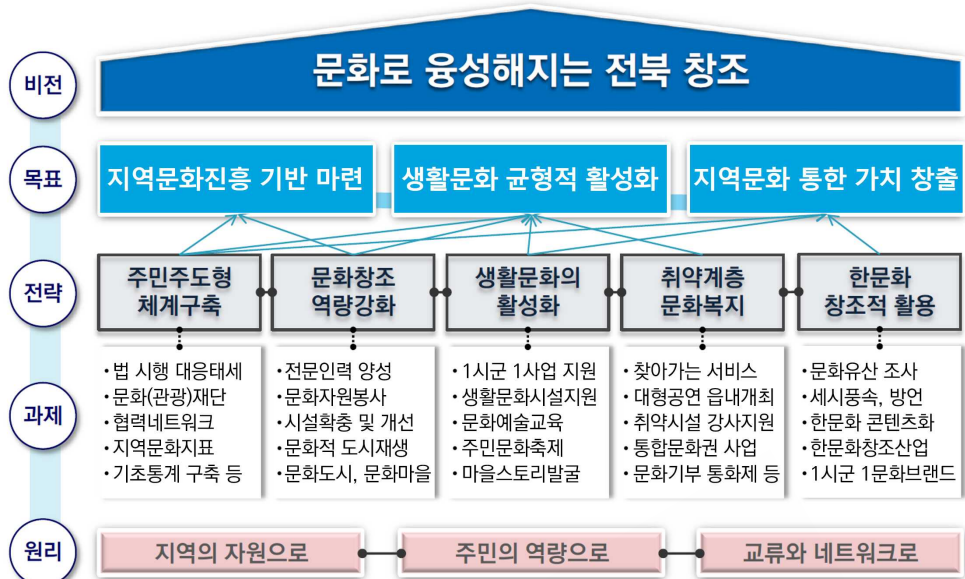 비전
문화로 융성해지는 전북 창조
목표
지역문화진흥 기반 마련
생활문화 균형적 활성화
지역문화 통한 가치 창출
전략
주민주도형
체계구축
문화창조
역량강화
생활문화의
활성화
취약계층
문화복지
한문화
창조적 활용
과제
·법 시행 대응태세
·문화(관광)재단
·협력네트워크
·지역문화지표
·기초통계 구축 등
·전문인력 양성
·문화자원봉사
·시설확충 및 개선
·문화적 도시재생
·문화도시, 문화마을
·1시군 1사업 지원
·생활문화시설지원
·문화예술교육
·주민문화축제
·마을스토리발굴
·찾아가는 서비스
·대형공연 읍내개최
·취약시설 강사지원
·통합문화권 사업
·문화기부 통화제 등
·문화유산 조사
·세시풍속, 방언
·한문화 콘텐츠화
·한문화창조산업
·1시군 1문화브랜드
원리
지역의 자원으로
주민의 역량으로
교류와 네트워크로